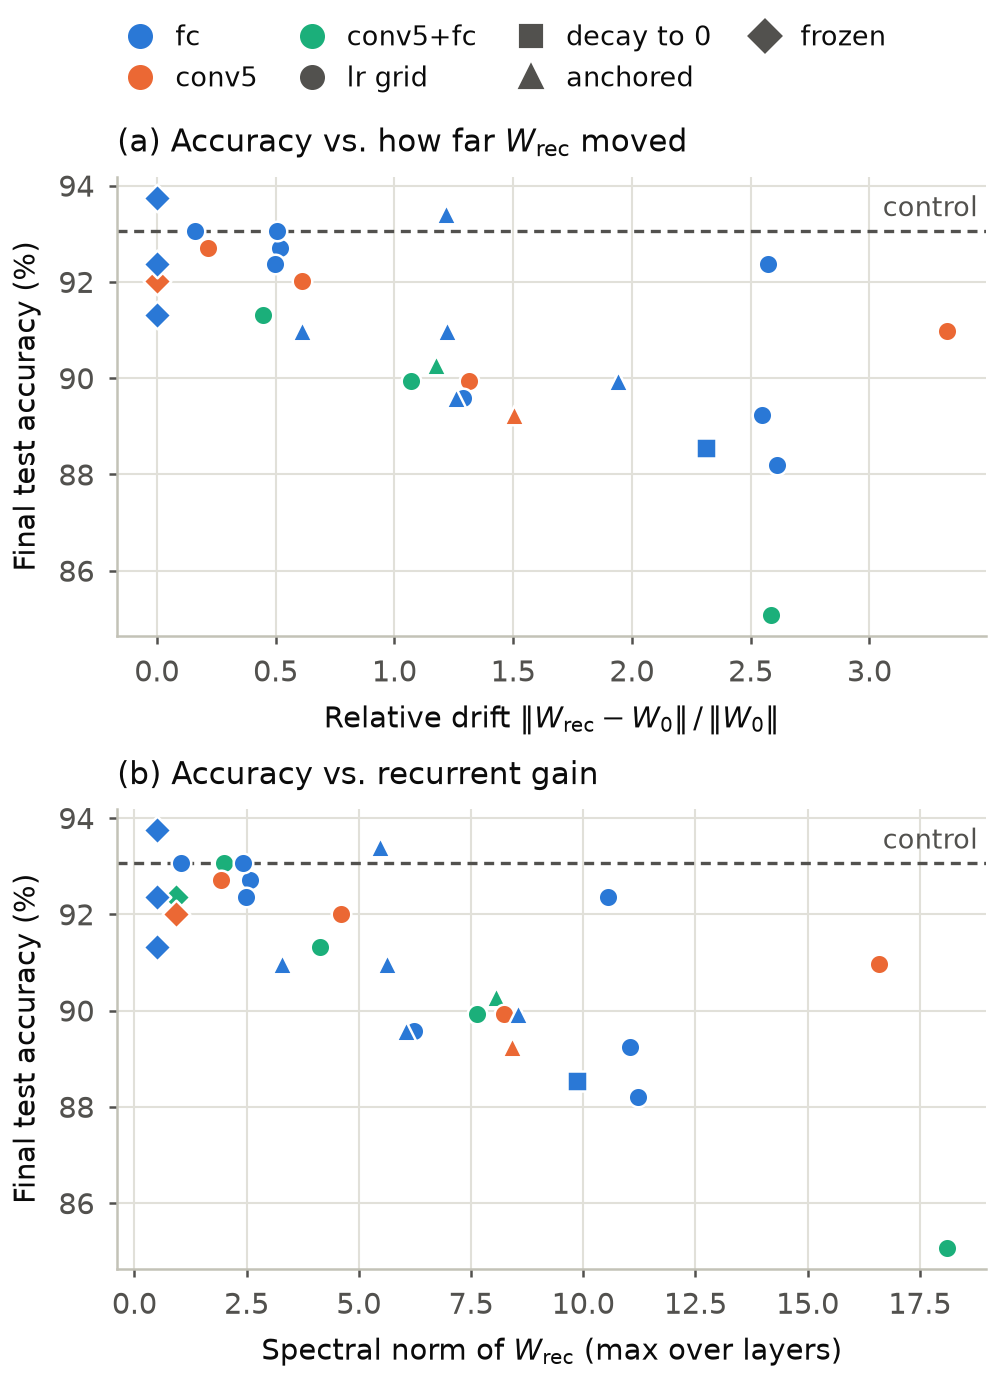 fc
conv5+fc
decay to 0
frozen
conv5
lr grid
anchored
(a) Accuracy vs. how far W_rec moved
94
92
90
88
86
control
Final test accuracy (%)
0.0 0.5 1.0 1.5 2.0 2.5 3.0
Relative drift ‖W_rec − W_0‖ / ‖W_0‖
(b) Accuracy vs. recurrent gain
94
92
90
88
86
control
Final test accuracy (%)
0.0 2.5 5.0 7.5 10.0 12.5 15.0 17.5
Spectral norm of W_rec (max over layers)